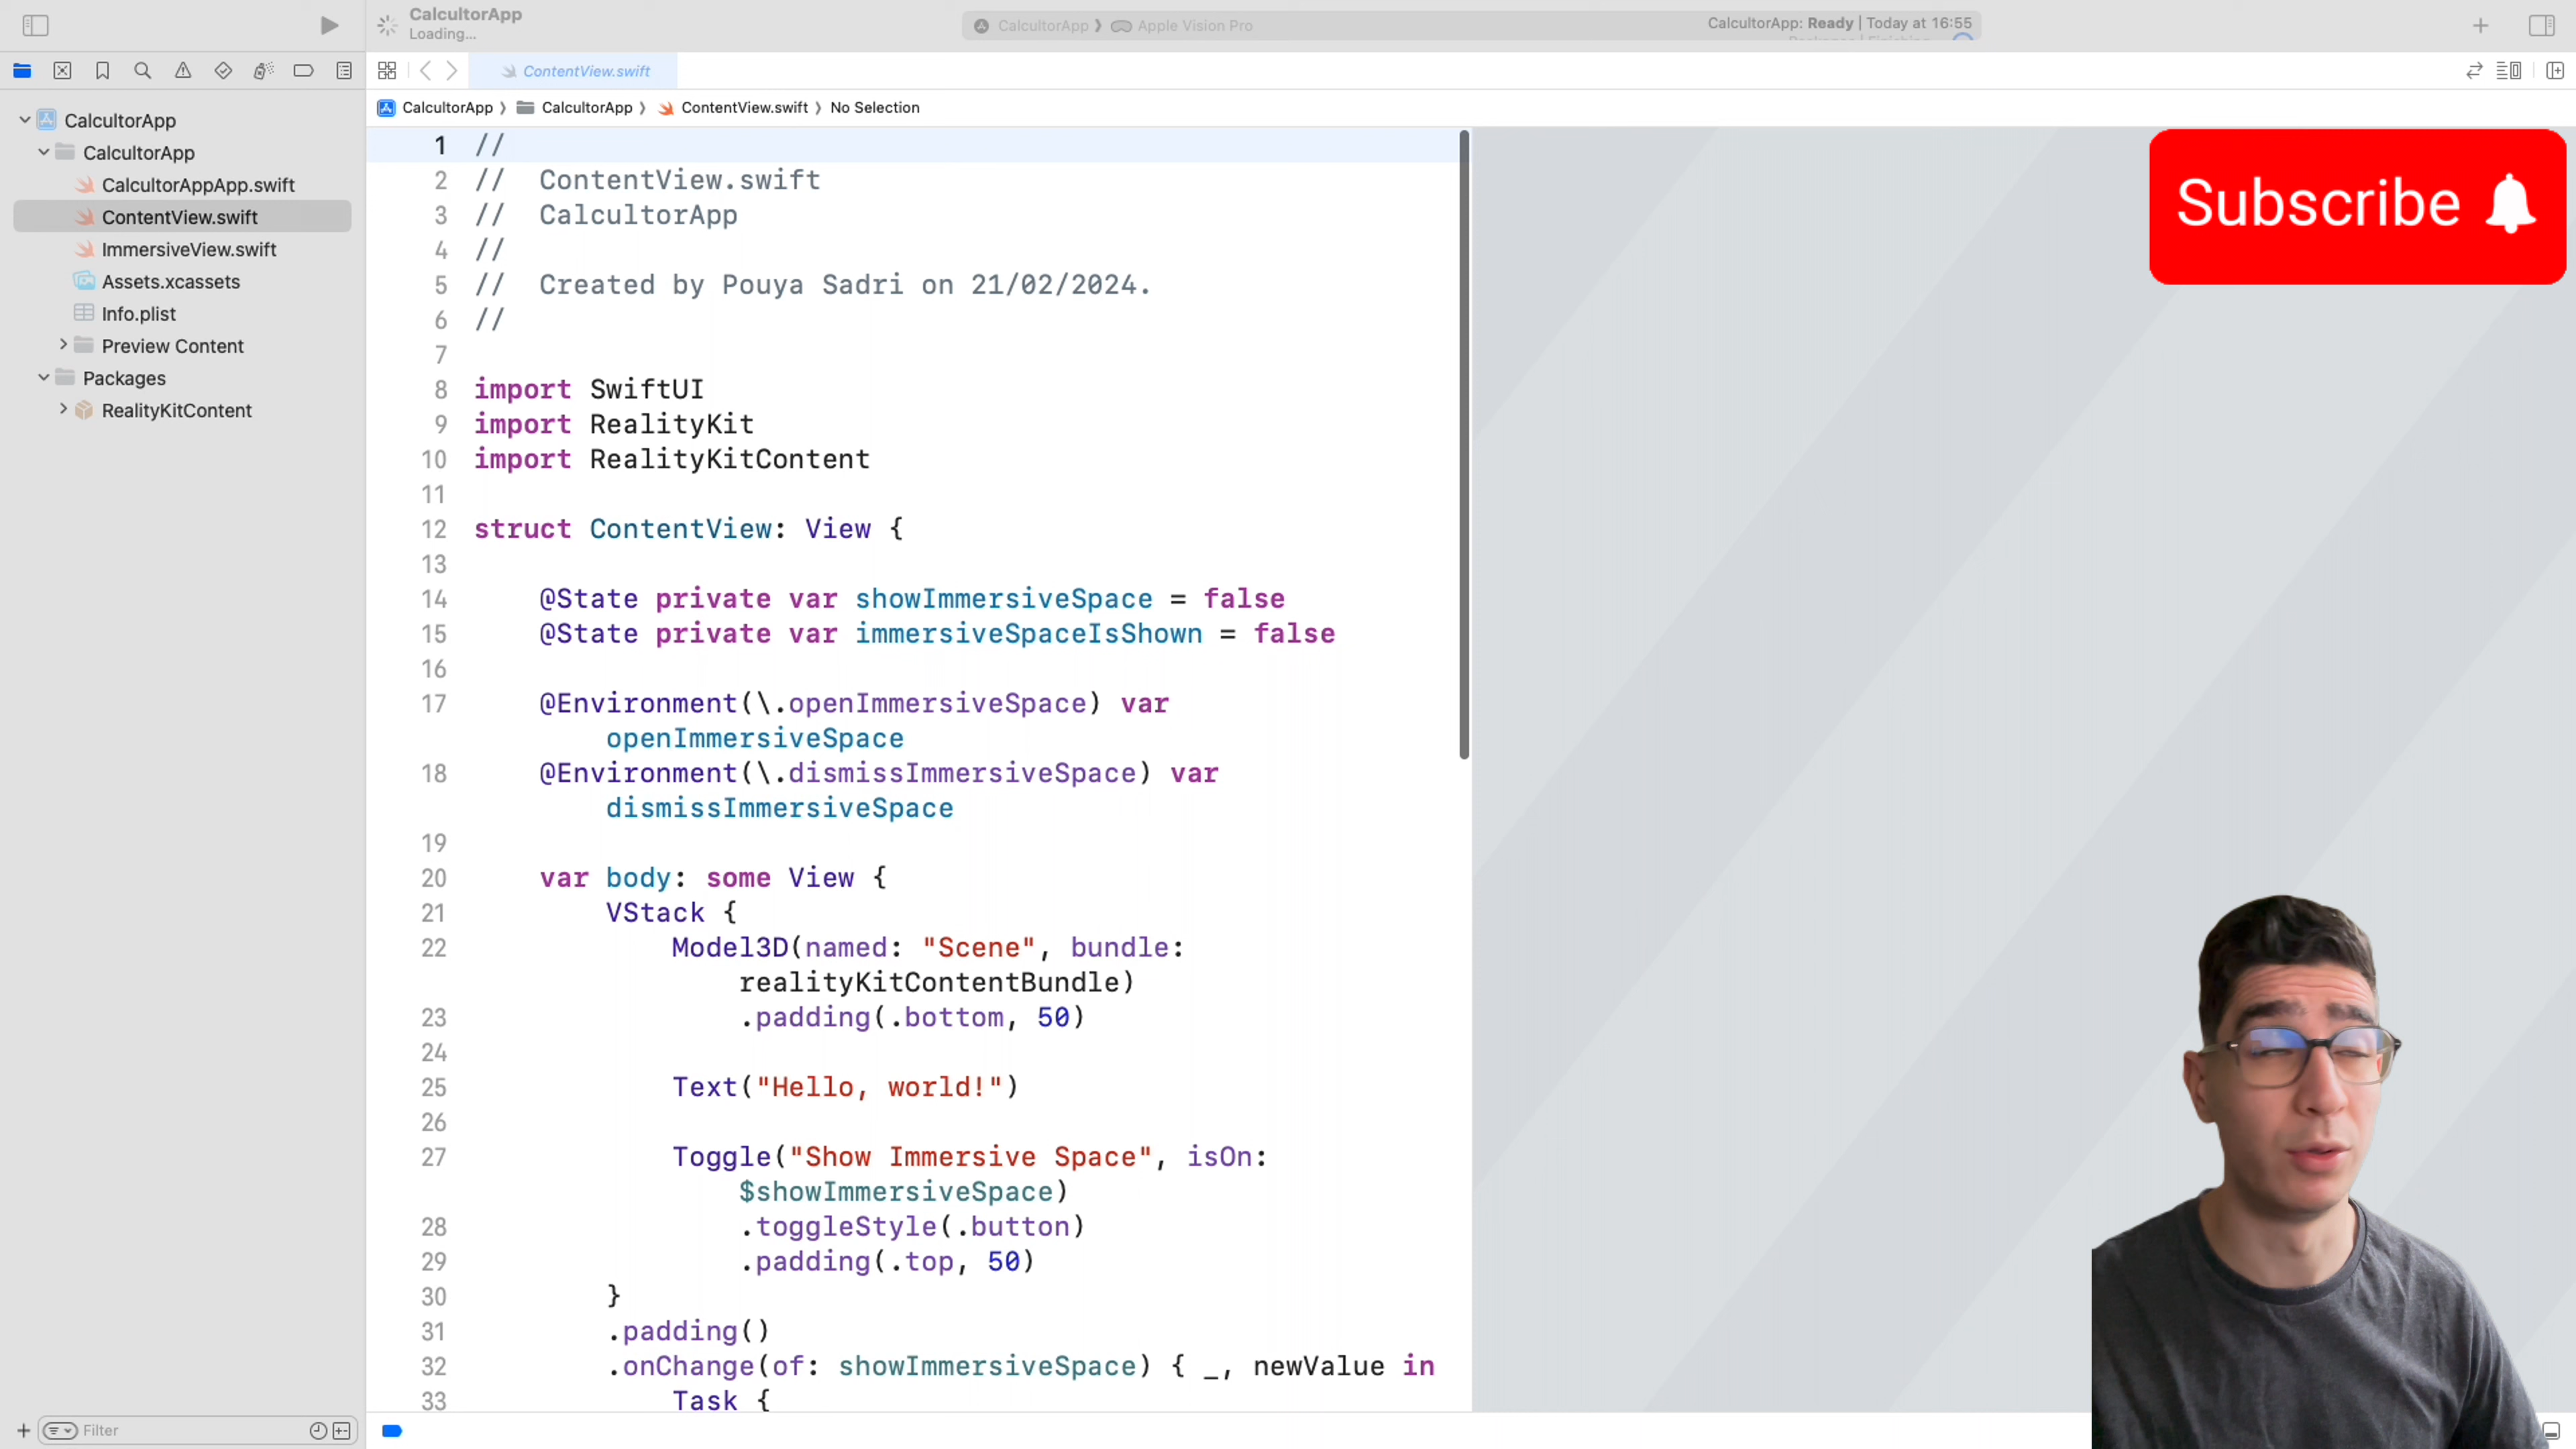 CalcultorApp
Loading...
CalcultorApp ❯ Apple Vision Pro
CalcultorApp: Ready | Today at 16:55
ContentView.swift
CalcultorApp ❯ CalcultorApp ❯ ContentView.swift ❯ No Selection
CalcultorApp
CalcultorApp
CalcultorAppApp.swift
ContentView.swift
ImmersiveView.swift
Assets.xcassets
Info.plist
Preview Content
Packages
RealityKitContent
Filter
1 //
2 //  ContentView.swift
3 //  CalcultorApp
4 //
5 //  Created by Pouya Sadri on 21/02/2024.
6 //
7
8 import SwiftUI
9 import RealityKit
10 import RealityKitContent
11
12 struct ContentView: View {
13
14     @State private var showImmersiveSpace = false
15     @State private var immersiveSpaceIsShown = false
16
17     @Environment(\.openImmersiveSpace) var
openImmersiveSpace
18     @Environment(\.dismissImmersiveSpace) var
dismissImmersiveSpace
19
20     var body: some View {
21         VStack {
22             Model3D(named: "Scene", bundle:
realityKitContentBundle)
23                 .padding(.bottom, 50)
24
25             Text("Hello, world!")
26
27             Toggle("Show Immersive Space", isOn:
$showImmersiveSpace)
28                 .toggleStyle(.button)
29                 .padding(.top, 50)
30         }
31         .padding()
32         .onChange(of: showImmersiveSpace) { _, newValue in
33             Task {
Subscribe